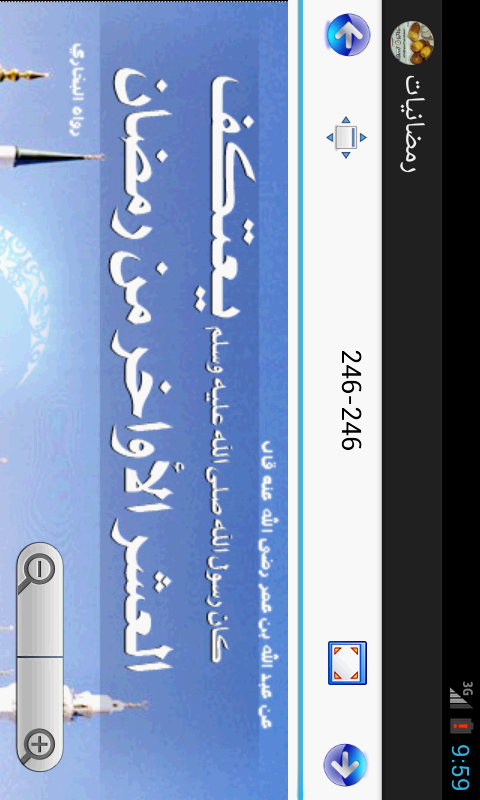 3G 9:59
رمضانيات
246-246
عن عبد الله بن عمر رضى الله عنه قال
كان رسول الله صلى الله عليه وسلم يعتكف
العشر الأواخر من رمضان
رواه البخاري